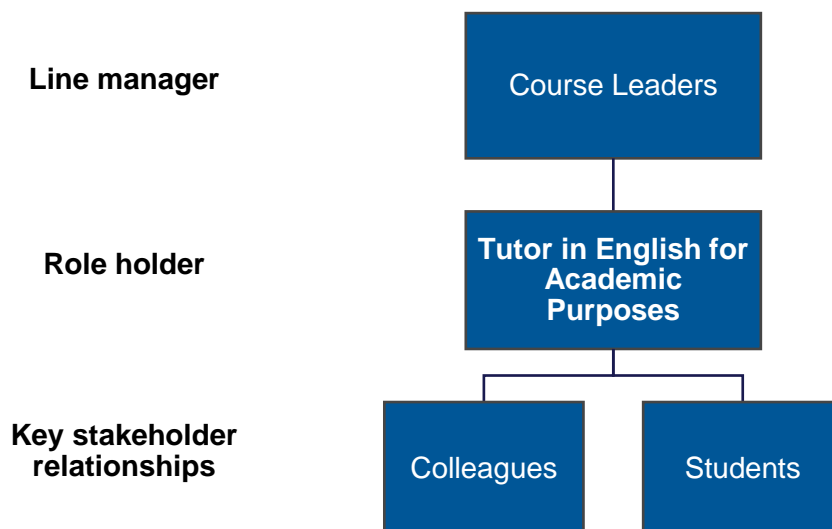 Line manager
Course Leaders
Role holder
Tutor in English for
Academic
Purposes
Key stakeholder
relationships
Colleagues
Students